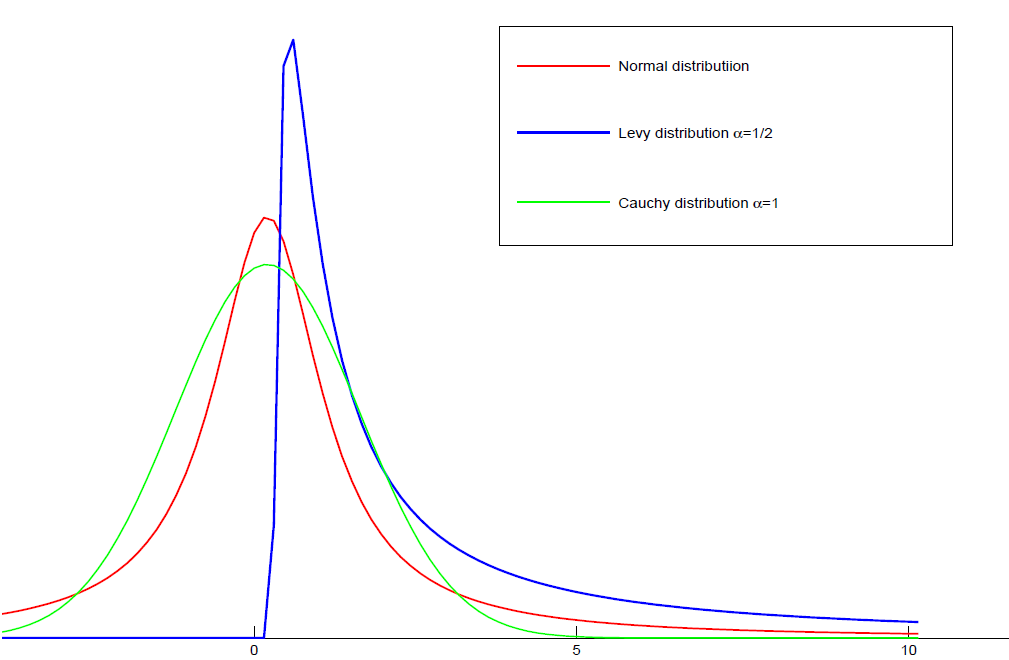 Normal distributiion
Levy distribution α=1/2
Cauchy distribution α=1
0 5 10